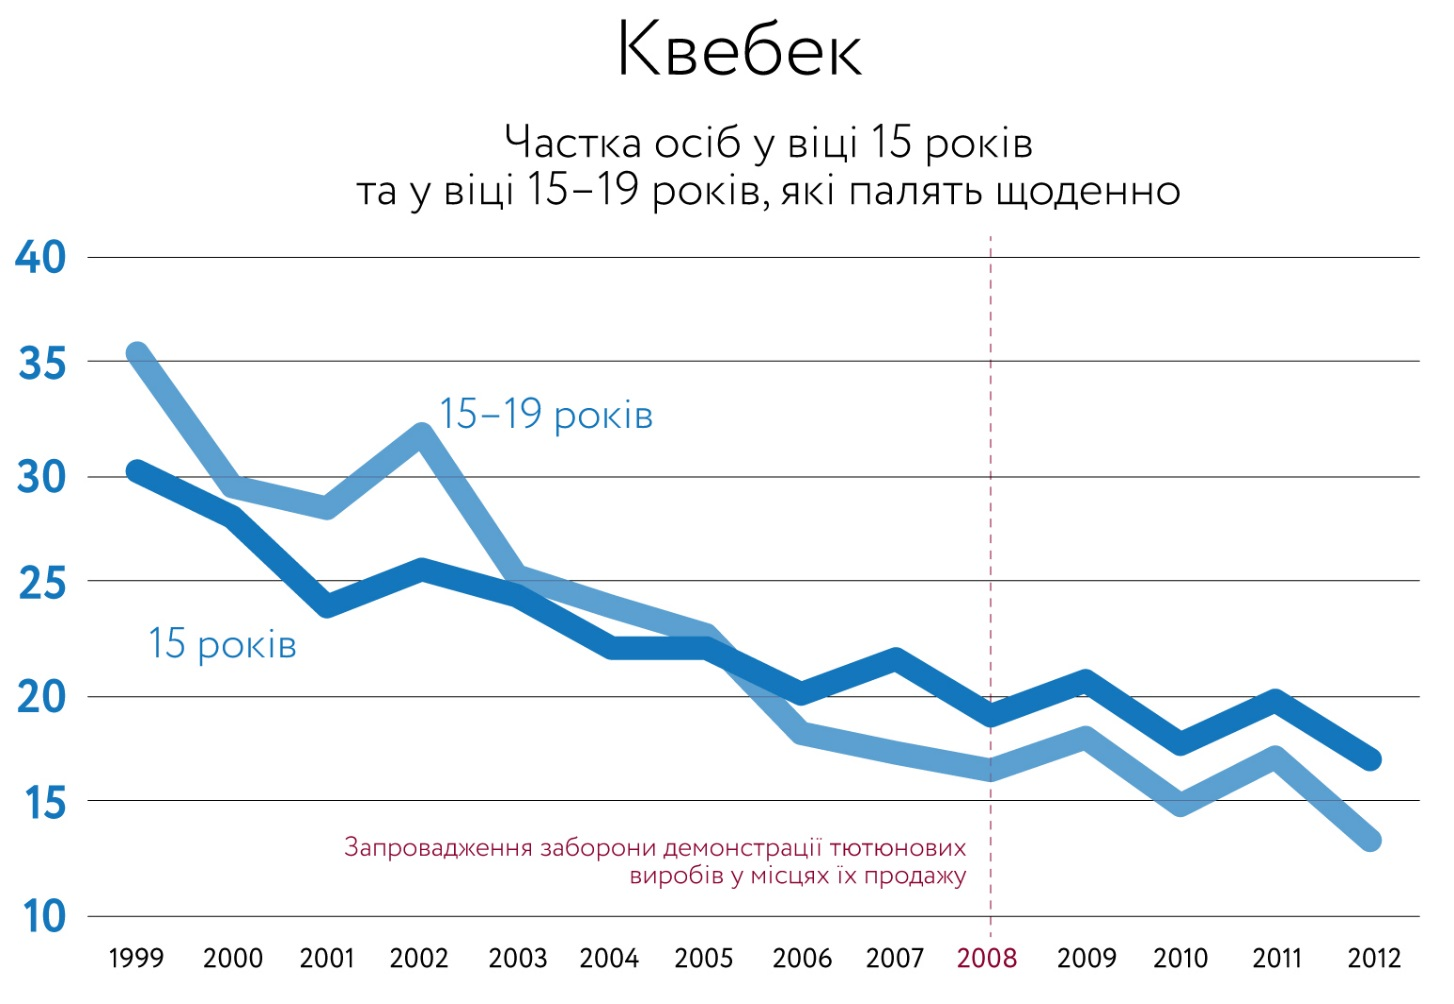 Квебек
Частка осіб у віці 15 років
та у віці 15–19 років, які палять щоденно
40
35
15–19 років
30
25
15 років
20
15
Запровадження заборони демонстрації тютюнових
виробів у місцях їх продажу
10
1999 2000 2001 2002 2003 2004 2005 2006 2007 2008 2009 2010 2011 2012